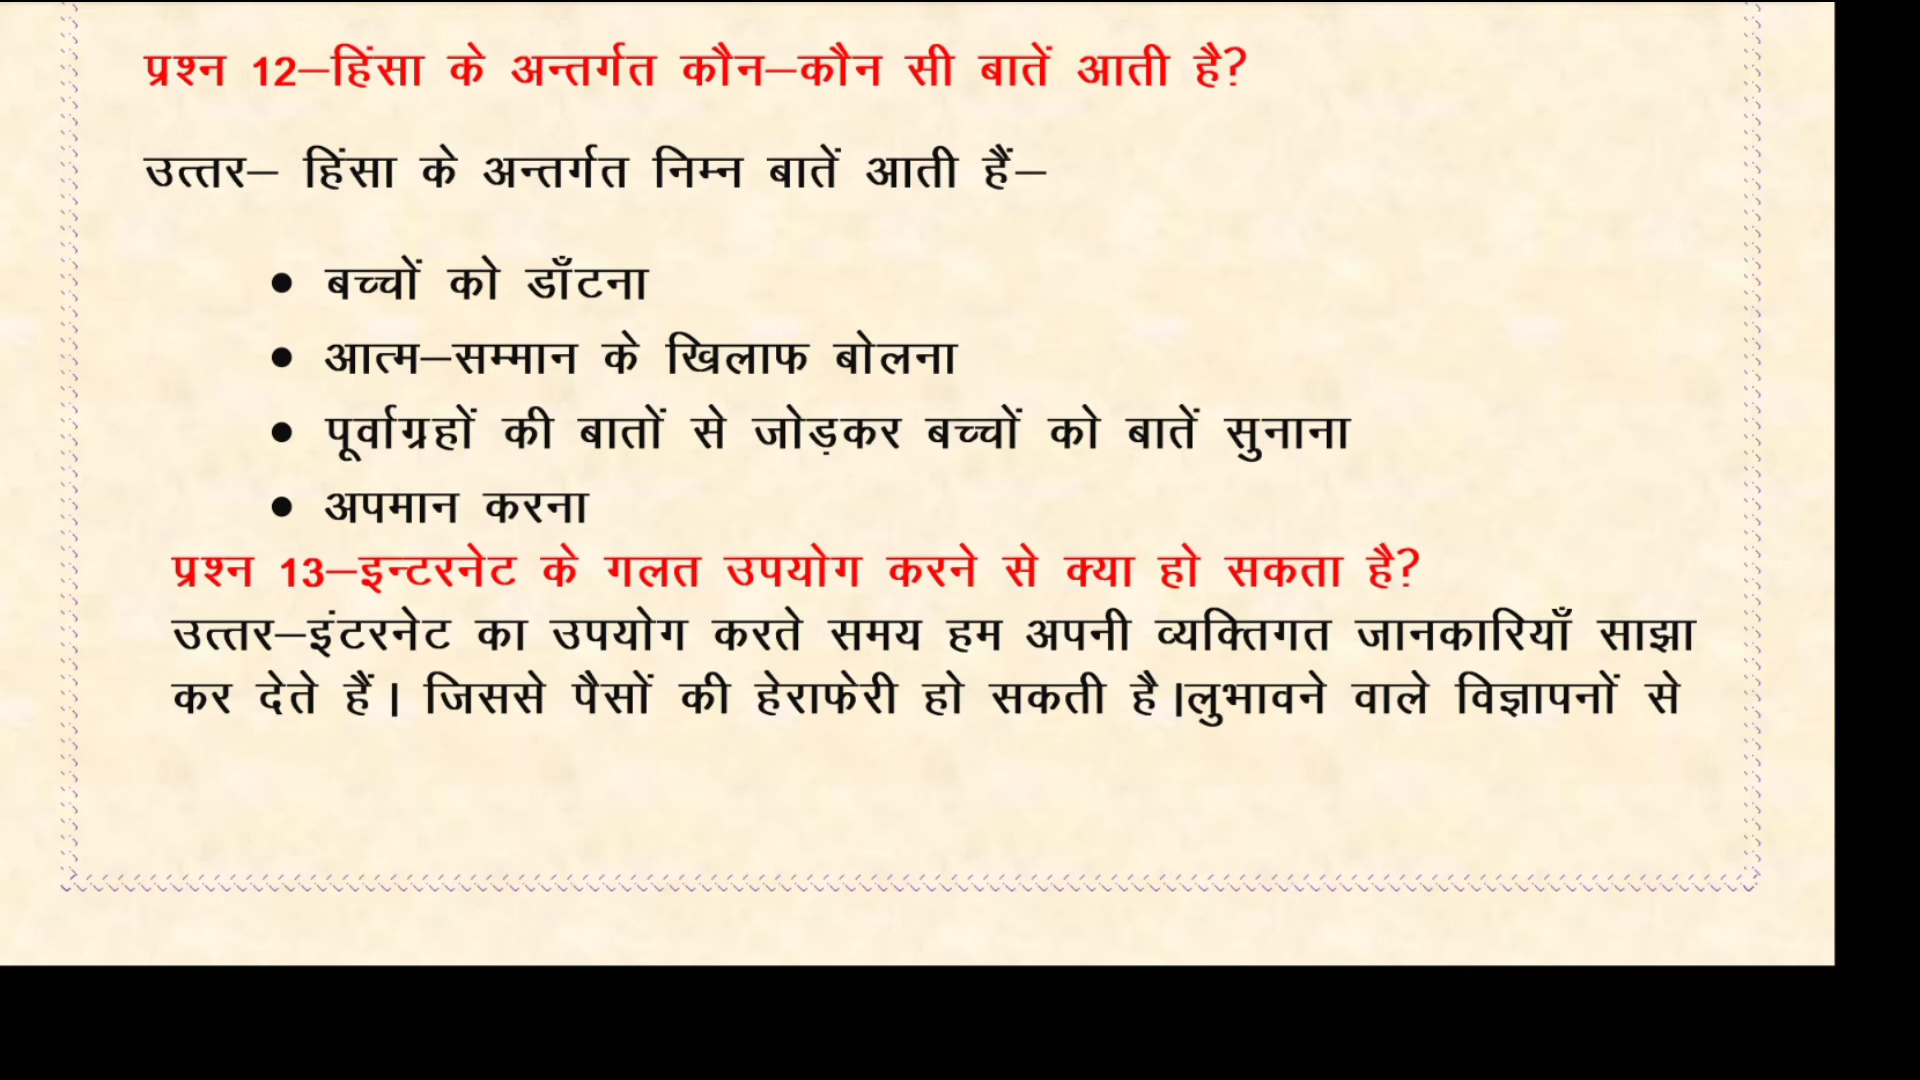 प्रश्न 12–हिंसा के अन्तर्गत कौन–कौन सी बातें आती है?
उत्तर– हिंसा के अन्तर्गत निम्न बातें आती हैं–
● बच्चों को डाँटना
● आत्म–सम्मान के खिलाफ बोलना
● पूर्वाग्रहों की बातों से जोड़कर बच्चों को बातें सुनाना
● अपमान करना
प्रश्न 13–इन्टरनेट के गलत उपयोग करने से क्या हो सकता है?
उत्तर–इंटरनेट का उपयोग करते समय हम अपनी व्यक्तिगत जानकारियाँ साझा
कर देते हैं। जिससे पैसों की हेराफेरी हो सकती है।लुभावने वाले विज्ञापनों से